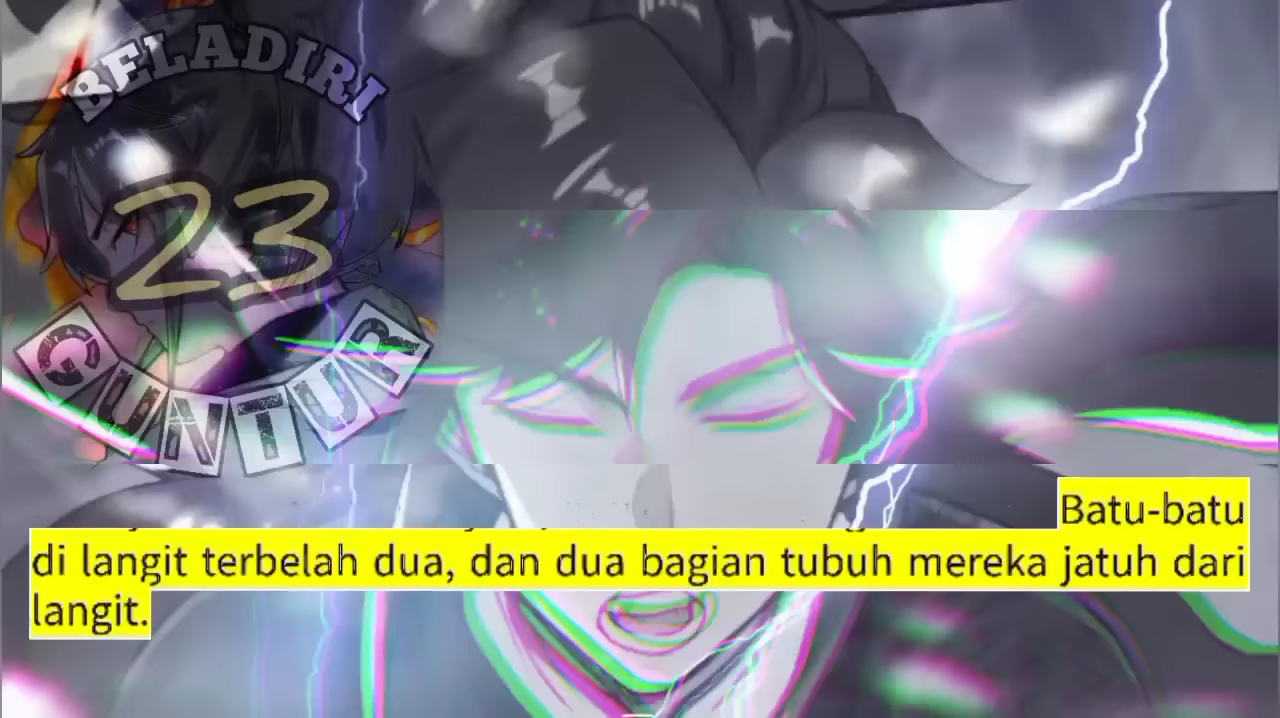 BELADIRI
23
GUNTUR
Batu-batu
di langit terbelah dua, dan dua bagian tubuh mereka jatuh dari
langit.